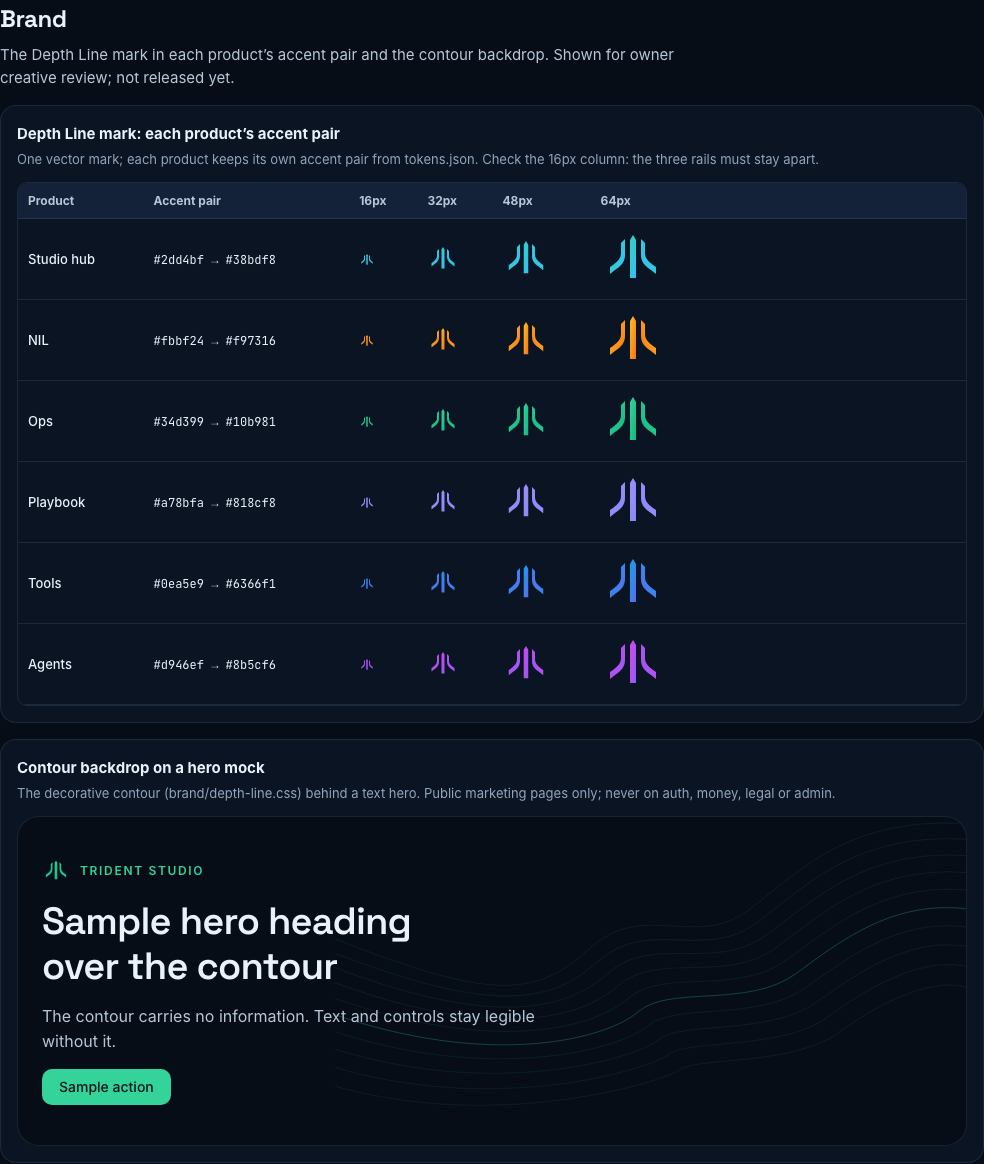 Brand
The Depth Line mark in each product’s accent pair and the contour backdrop. Shown for owner
creative review; not released yet.
Depth Line mark: each product’s accent pair
One vector mark; each product keeps its own accent pair from tokens.json. Check the 16px column: the three rails must stay apart.
Product Accent pair 16px 32px 48px 64px
Studio hub #2dd4bf → #38bdf8
NIL #fbbf24 → #f97316
Ops #34d399 → #10b981
Playbook #a78bfa → #818cf8
Tools #0ea5e9 → #6366f1
Agents #d946ef → #8b5cf6
Contour backdrop on a hero mock
The decorative contour (brand/depth-line.css) behind a text hero. Public marketing pages only; never on auth, money, legal or admin.
TRIDENT STUDIO
Sample hero heading
over the contour
The contour carries no information. Text and controls stay legible
without it.
Sample action